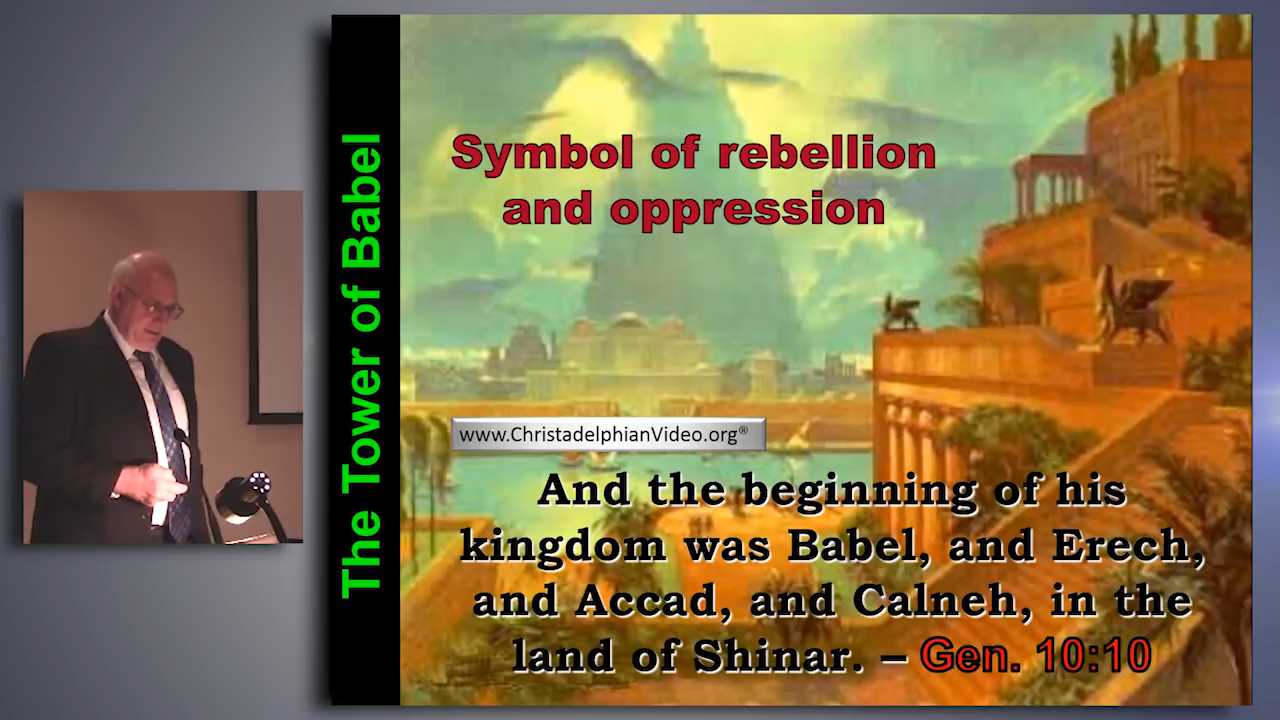 The Tower of Babel
Symbol of rebellion
and oppression
www.ChristadelphianVideo.org®
And the beginning of his
kingdom was Babel, and Erech,
and Accad, and Calneh, in the
land of Shinar. – Gen. 10:10